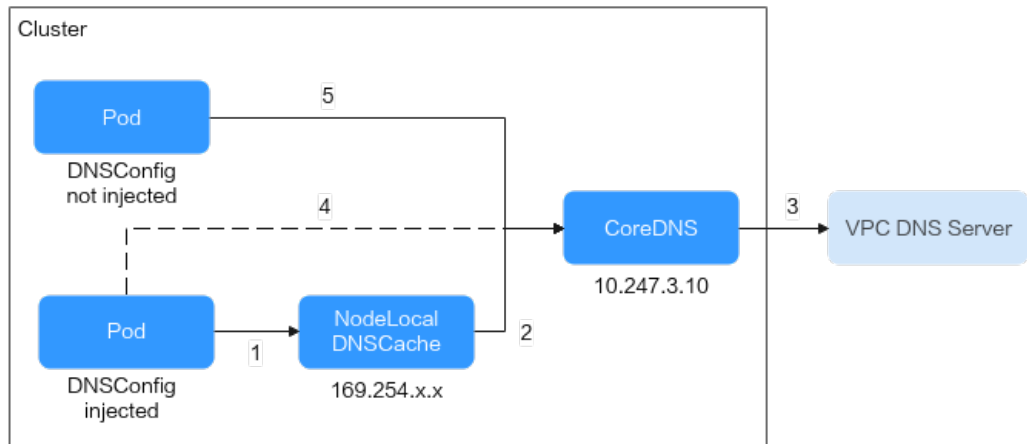 Cluster
Pod
5
DNSConfig
not injected
4
CoreDNS
3
VPC DNS Server
10.247.3.10
Pod
1
NodeLocal
DNSCache
2
DNSConfig
injected
169.254.x.x